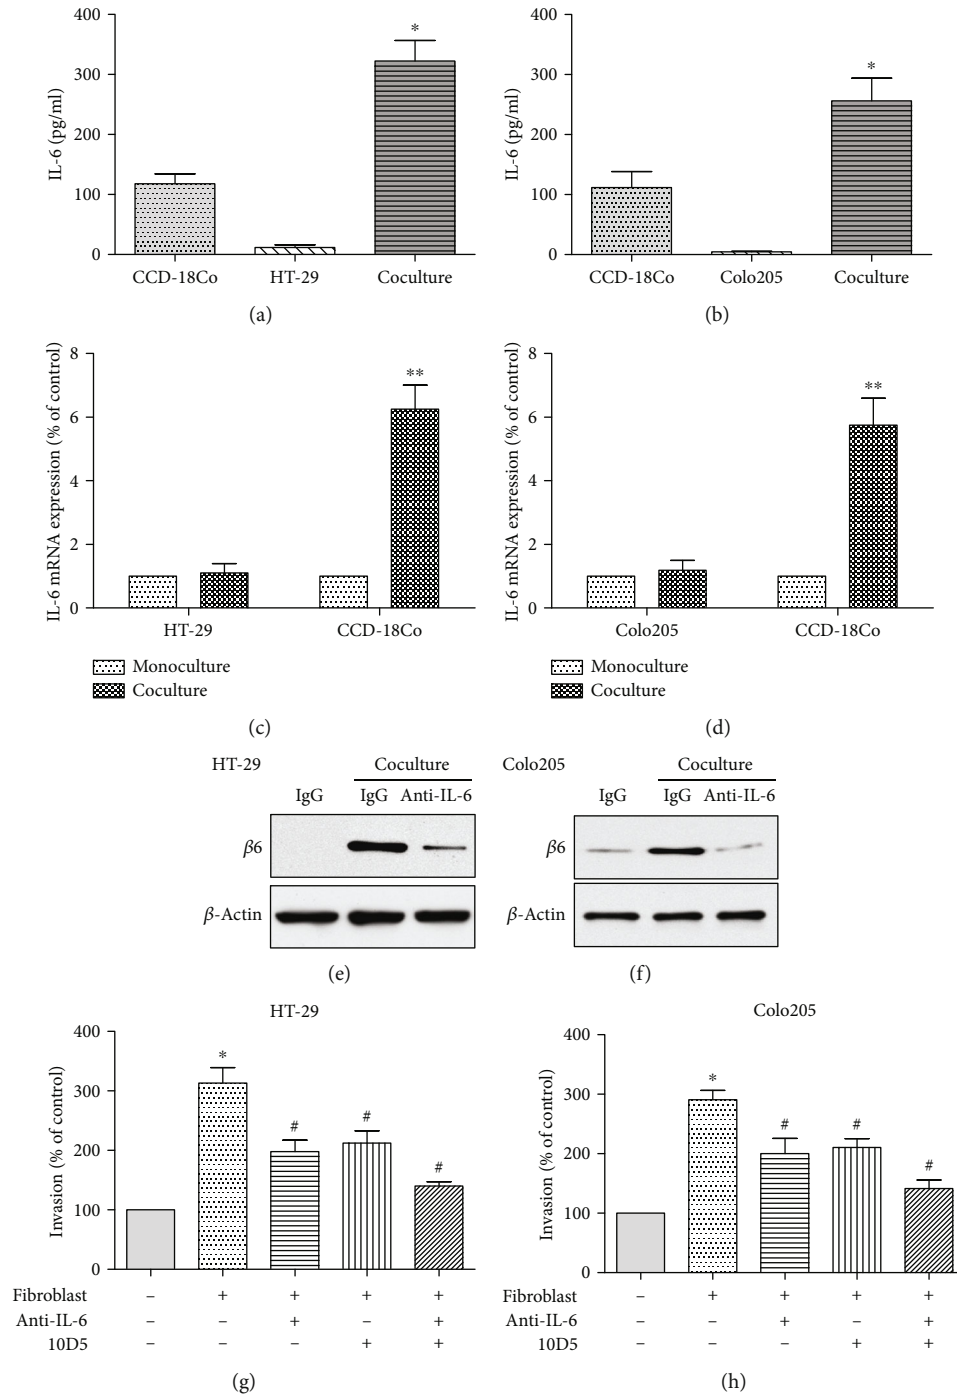 400
300
200
100
0
IL-6 (pg/ml)
*
CCD-18Co HT-29 Coculture
(a)
400
300
200
100
0
IL-6 (pg/ml)
*
CCD-18Co Colo205 Coculture
(b)
8
6
4
2
0
IL-6 mRNA expression (% of control)
**
HT-29 CCD-18Co
Monoculture
Coculture
(c)
8
6
4
2
0
IL-6 mRNA expression (% of control)
**
Colo205 CCD-18Co
Monoculture
Coculture
(d)
HT-29 Coculture
IgG IgG Anti-IL-6
β6
β-Actin
(e)
Colo205 Coculture
IgG IgG Anti-IL-6
β6
β-Actin
(f)
HT-29
400
300
200
100
0
Invasion (% of control)
* # # #
Fibroblast – + + + +
Anti-IL-6 – – + – +
10D5 – – – + +
(g)
Colo205
400
300
200
100
0
Invasion (% of control)
* # # #
Fibroblast – + + + +
Anti-IL-6 – – + – +
10D5 – – – + +
(h)